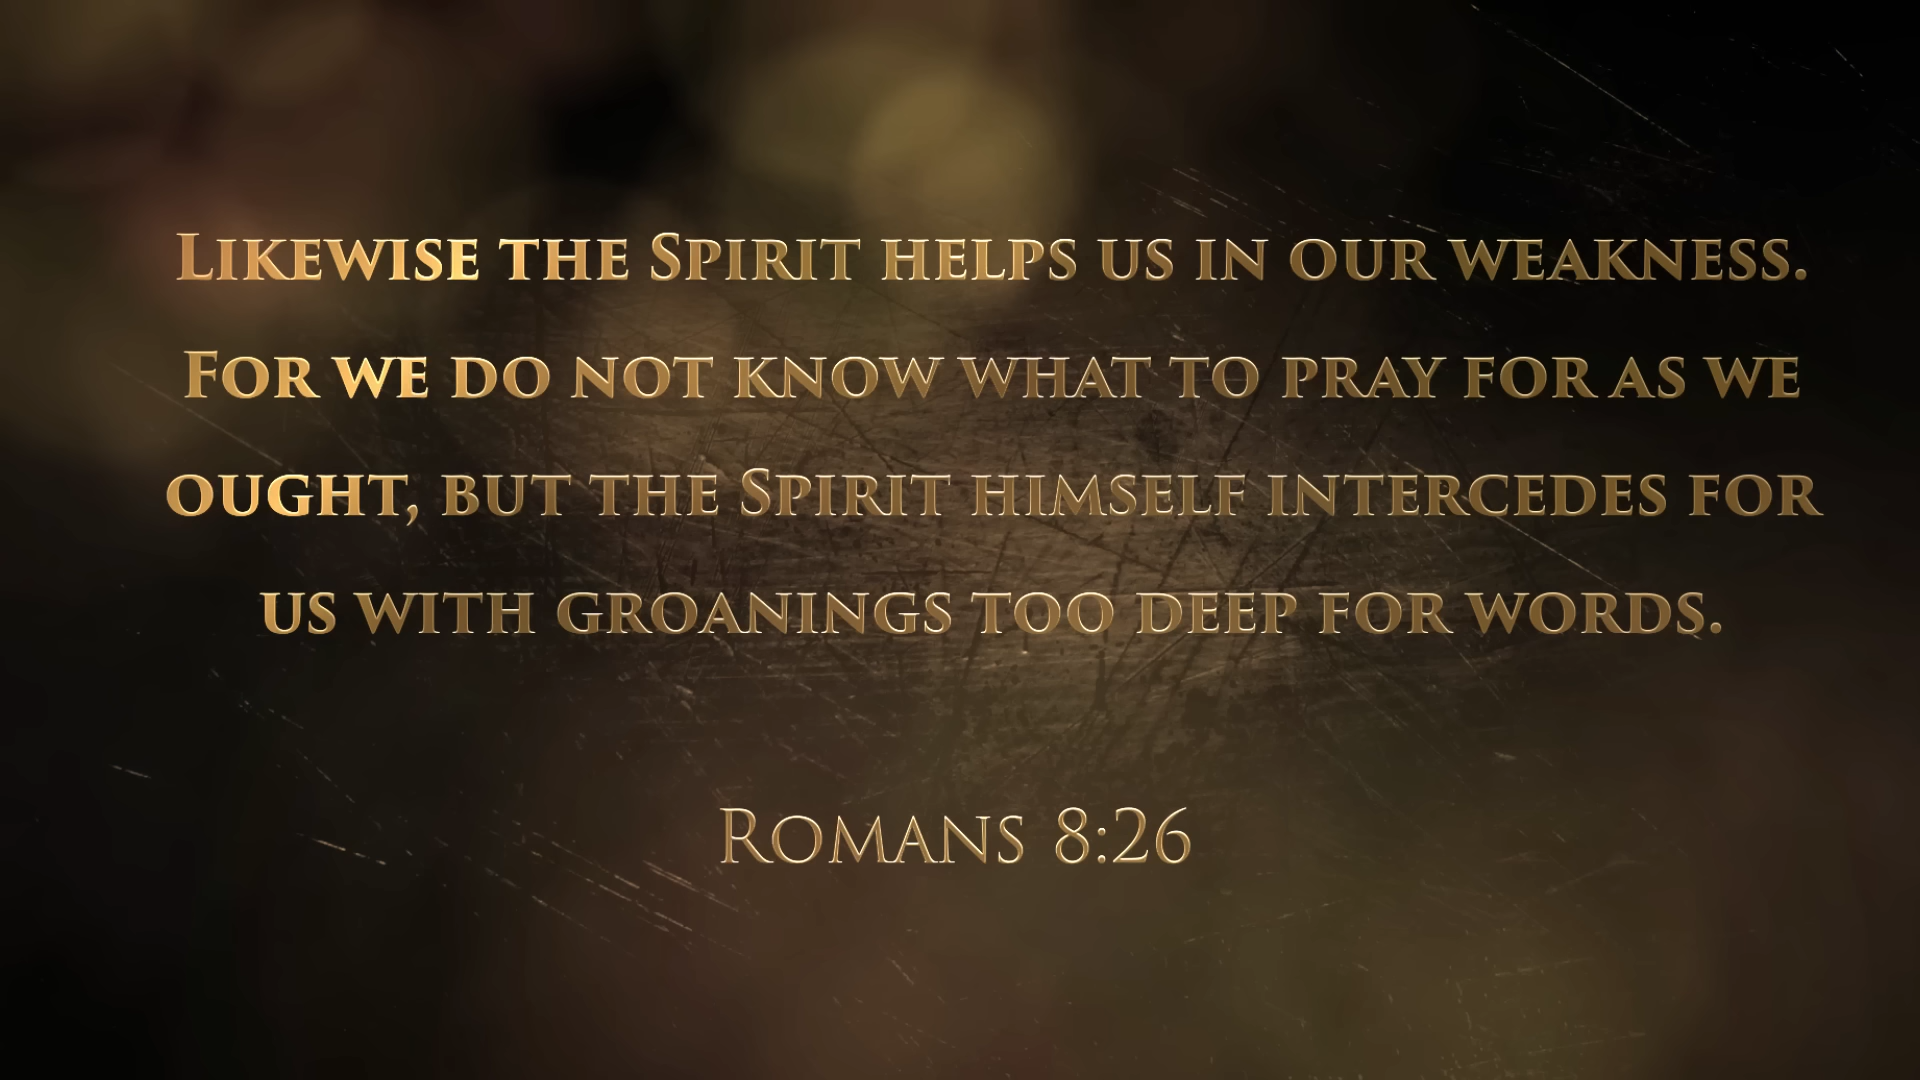 Likewise the Spirit helps us in our weakness.
For we do not know what to pray for as we
ought, but the Spirit himself intercedes for
us with groanings too deep for words.
Romans 8:26